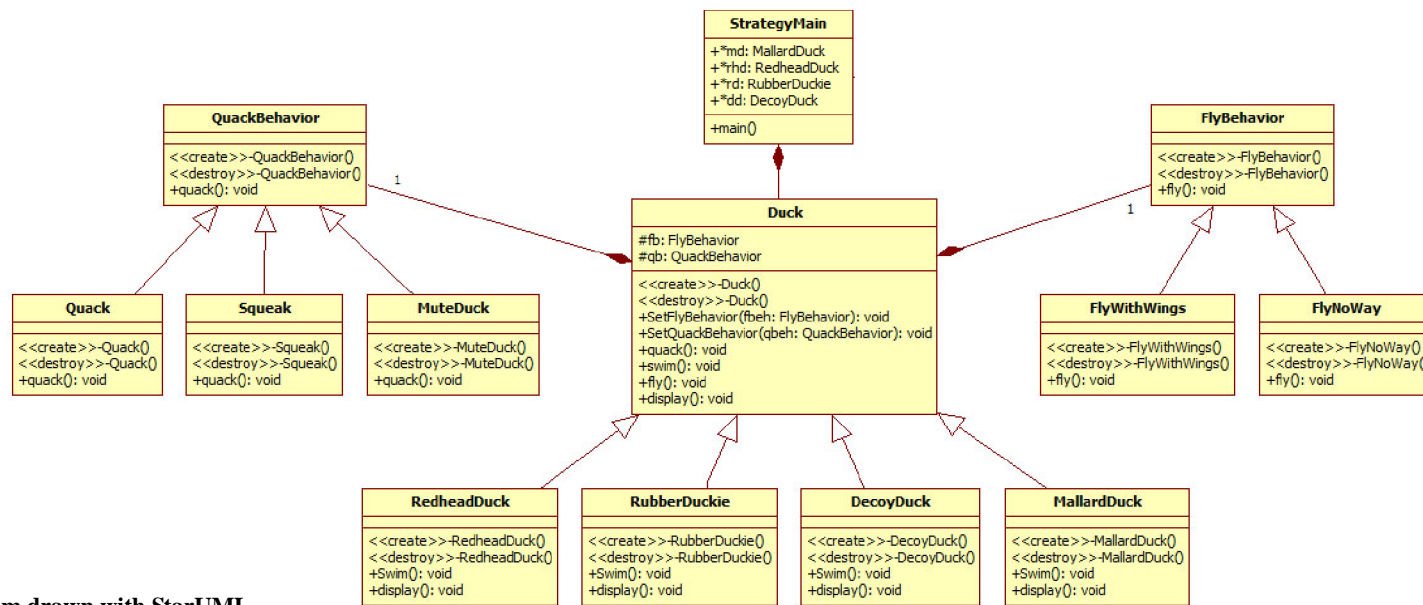 StrategyMain
+*md: MallardDuck
+*rhd: RedheadDuck
+*rd: RubberDuckie
+*dd: DecoyDuck
+main()
QuackBehavior
<<create>>-QuackBehavior()
<<destroy>>-QuackBehavior()
+quack(): void
FlyBehavior
<<create>>-FlyBehavior()
<<destroy>>-FlyBehavior()
+fly(): void
1
1
Duck
#fb: FlyBehavior
#qb: QuackBehavior
<<create>>-Duck()
<<destroy>>-Duck()
+SetFlyBehavior(fbeh: FlyBehavior): void
+SetQuackBehavior(qbeh: QuackBehavior): void
+quack(): void
+swim(): void
+fly(): void
+display(): void
Quack
<<create>>-Quack()
<<destroy>>-Quack()
+quack(): void
Squeak
<<create>>-Squeak()
<<destroy>>-Squeak()
+quack(): void
MuteDuck
<<create>>-MuteDuck()
<<destroy>>-MuteDuck()
+quack(): void
FlyWithWings
<<create>>-FlyWithWings()
<<destroy>>-FlyWithWings()
+fly(): void
FlyNoWay
<<create>>-FlyNoWay()
<<destroy>>-FlyNoWay()
+fly(): void
RedheadDuck
<<create>>-RedheadDuck()
<<destroy>>-RedheadDuck()
+Swim(): void
+display(): void
RubberDuckie
<<create>>-RubberDuckie()
<<destroy>>-RubberDuckie()
+Swim(): void
+display(): void
DecoyDuck
<<create>>-DecoyDuck()
<<destroy>>-DecoyDuck()
+Swim(): void
+display(): void
MallardDuck
<<create>>-MallardDuck()
<<destroy>>-MallardDuck()
+Swim(): void
+display(): void
drawn with StarUML